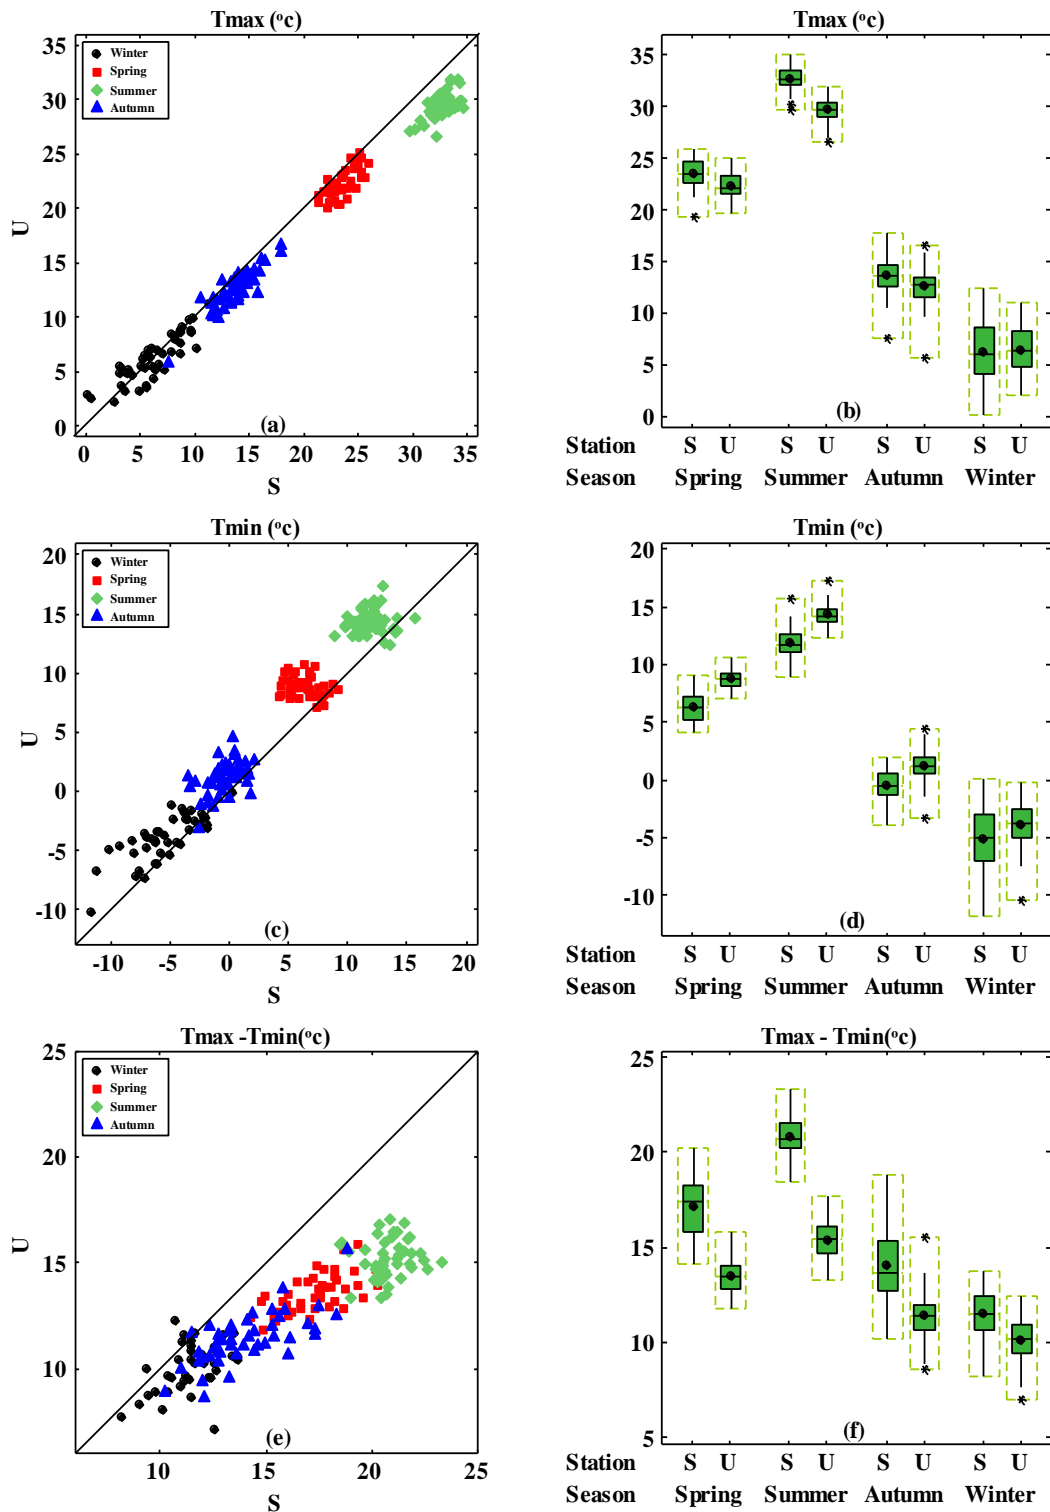 Tmax (°c)
35
30
25
20
15
10
5
0
U
Winter
Spring
Summer
Autumn
(a)
0 5 10 15 20 25 30 35
S
Tmax (°c)
35
30
25
20
15
10
5
0
(b)
Station S U S U S U S U
Season Spring Summer Autumn Winter
Tmin (°c)
20
15
10
5
0
-5
-10
U
Winter
Spring
Summer
Autumn
(c)
-10 -5 0 5 10 15 20
S
Tmin (°c)
20
15
10
5
0
-5
-10
(d)
Station S U S U S U S U
Season Spring Summer Autumn Winter
Tmax -Tmin(°c)
25
20
15
10
U
Winter
Spring
Summer
Autumn
(e)
10 15 20 25
S
Tmax - Tmin(°c)
25
20
15
10
5
(f)
Station S U S U S U S U
Season Spring Summer Autumn Winter